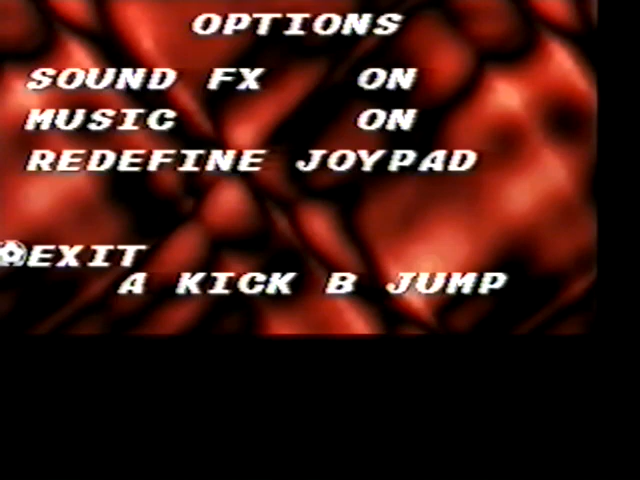 OPTIONS
SOUND FX ON
MUSIC ON
REDEFINE JOYPAD
EXIT
A KICK B JUMP